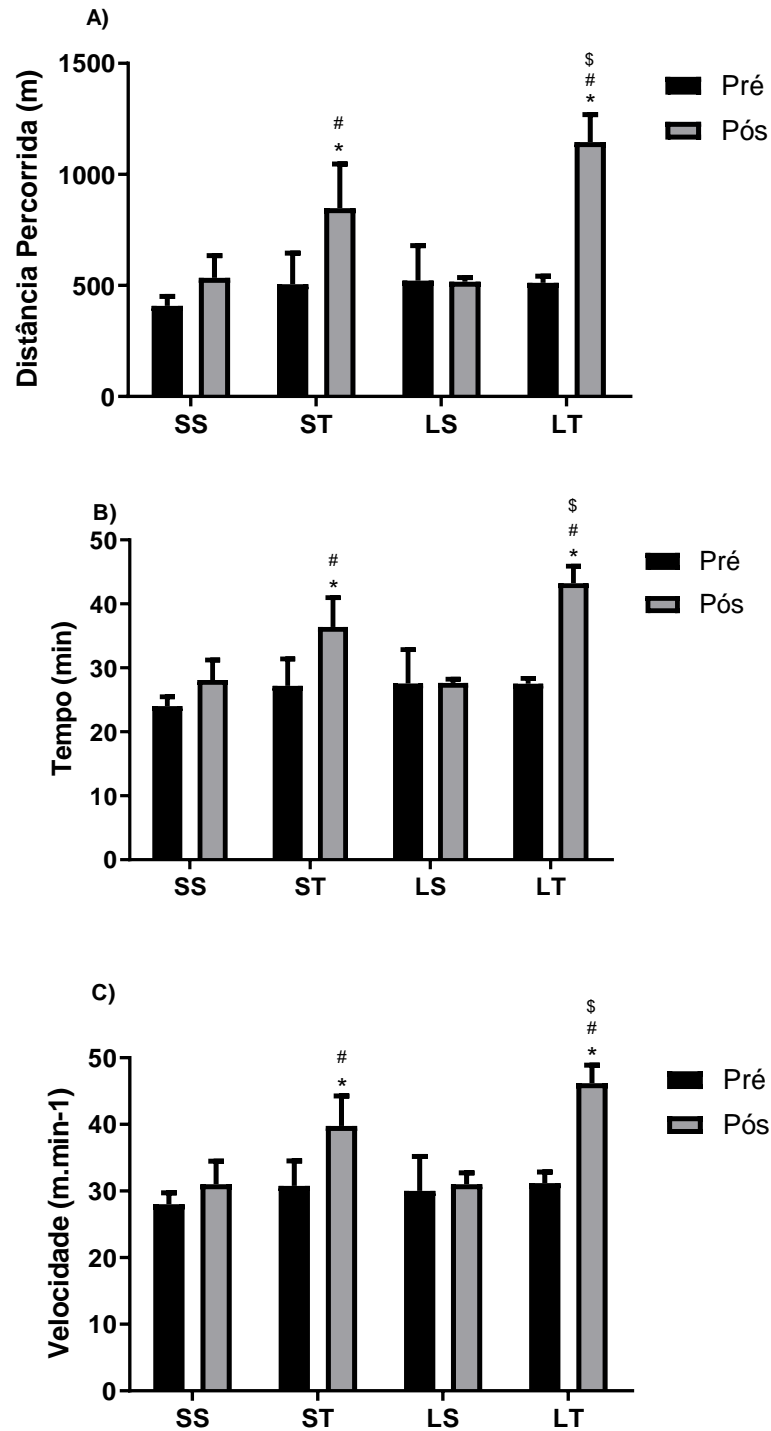 A)
Distância Percorrida (m)
1500
1000
500
0
#
*
$
#
*
SS ST LS LT
Pré
Pós
B)
Tempo (min)
50
40
30
20
10
0
#
*
$
#
*
SS ST LS LT
Pré
Pós
C)
Velocidade (m.min-1)
50
40
30
20
10
0
#
*
$
#
*
SS ST LS LT
Pré
Pós